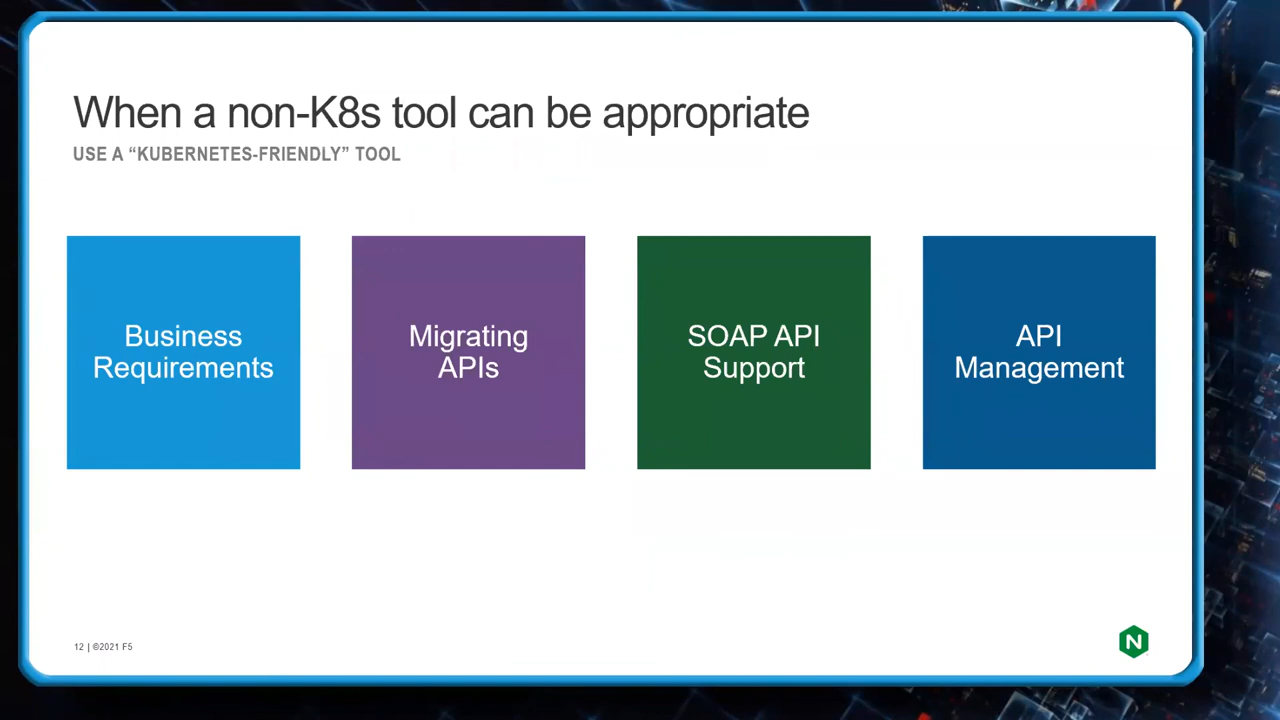 When a non-K8s tool can be appropriate
USE A “KUBERNETES-FRIENDLY” TOOL
Business
Requirements
Migrating
APIs
SOAP API
Support
API
Management
12 | ©2021 F5
N